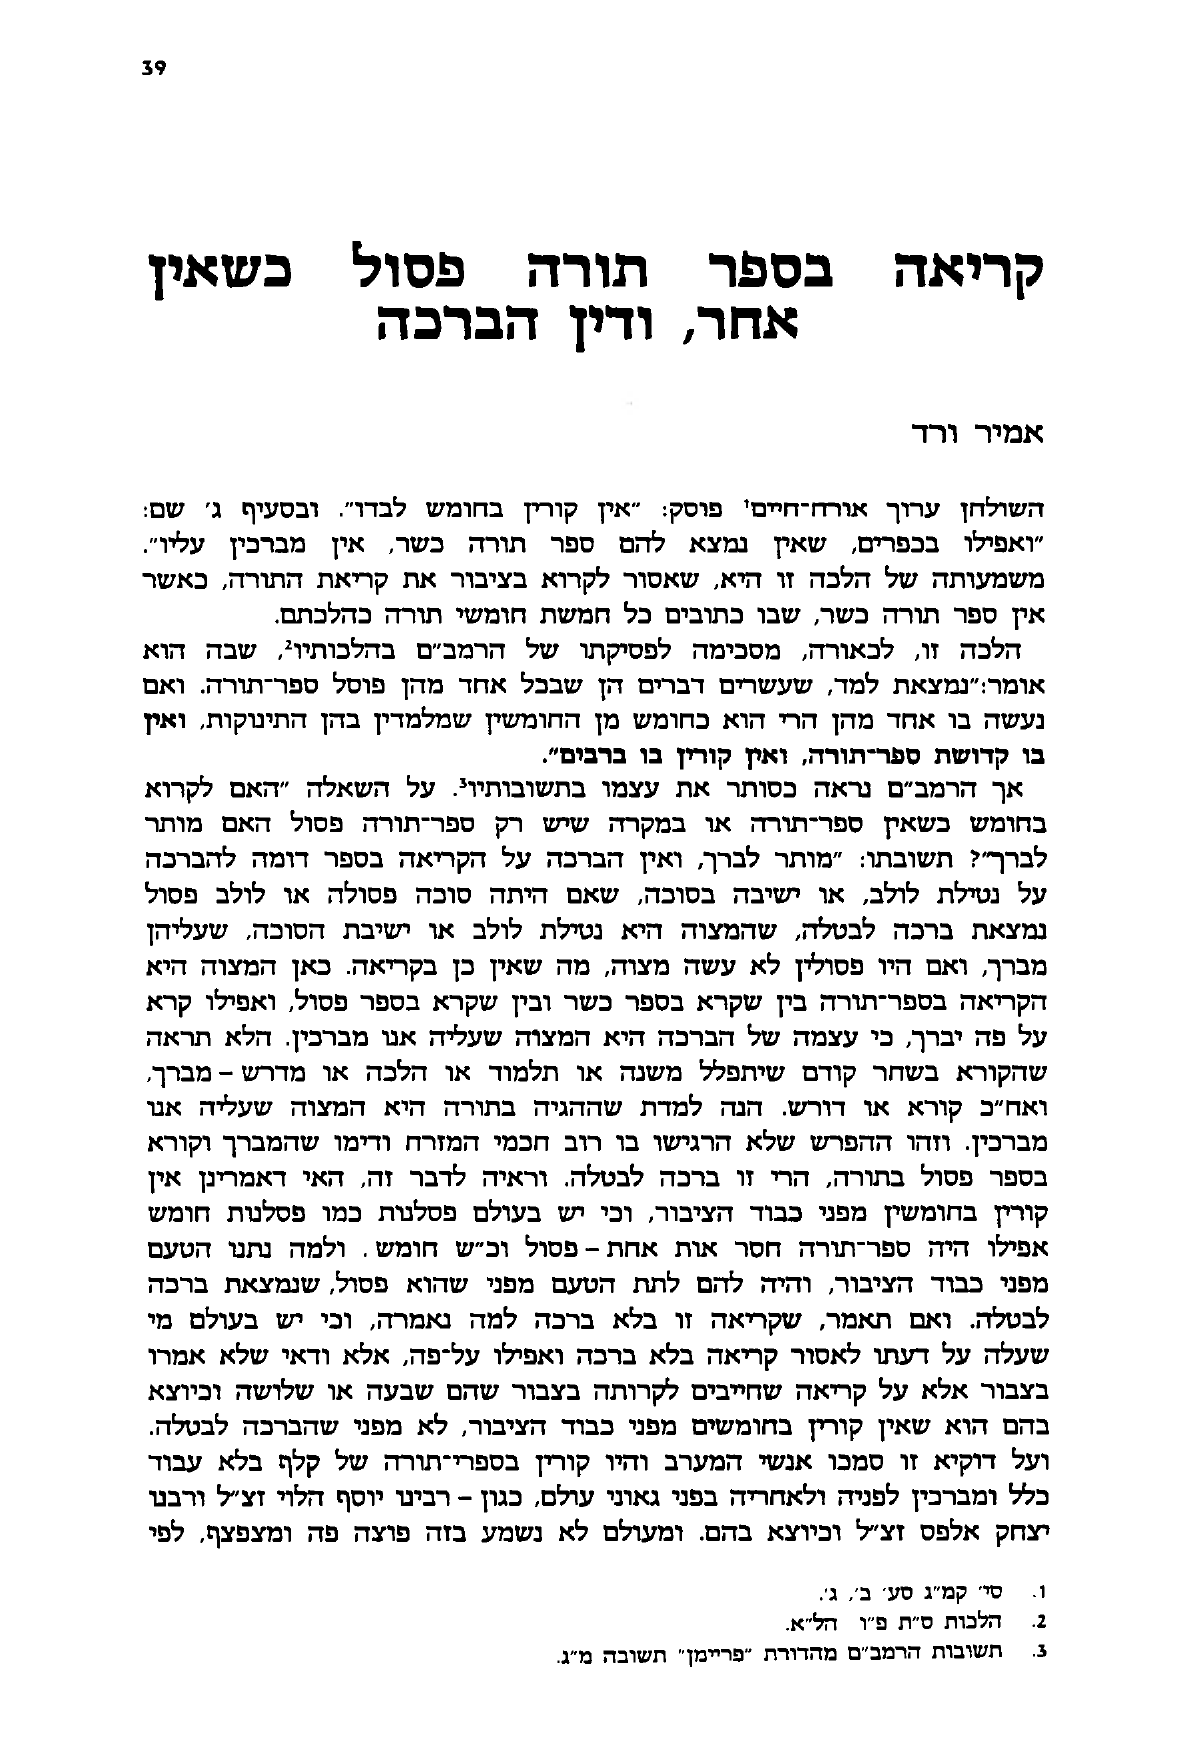 39
קריאה בספר תורה פסול כשאין
אחר, ודין הברכה
אמיר ורד
השולחן ערוך אורח־חיים¹ פוסק: "אין קורין בחומש לבדו". ובסעיף ג' שם:
"ואפילו בכפרים, שאין נמצא להם ספר תורה כשר, אין מברכין עליו".
משמעותה של הלכה זו היא, שאסור לקרוא בציבור את קריאת התורה, כאשר
אין ספר תורה כשר, שבו כתובים כל חמשת חומשי תורה כהלכתם.
הלכה זו, לכאורה, מסכימה לפסיקתו של הרמב"ם בהלכותיו², שבה הוא
אומר:"נמצאת למד, שעשרים דברים הן שבכל אחד מהן פוסל ספר־תורה. ואם
נעשה בו אחד מהן הרי הוא כחומש מן החומשין שמלמדין בהן התינוקות, ואין
בו קדושת ספר־תורה, ואין קורין בו ברבים".
אך הרמב"ם נראה כסותר את עצמו בתשובותיו³. על השאלה "האם לקרוא
בחומש כשאין ספר־תורה או במקרה שיש רק ספר־תורה פסול האם מותר
לברך"? תשובתו: "מותר לברך, ואין הברכה על הקריאה בספר דומה להברכה
על נטילת לולב, או ישיבה בסוכה, שאם היתה סוכה פסולה או לולב פסול
נמצאת ברכה לבטלה, שהמצוה היא נטילת לולב או ישיבת הסוכה, שעליהן
מברך, ואם היו פסולין לא עשה מצוה, מה שאין כן בקריאה. כאן המצוה היא
הקריאה בספר־תורה בין שקרא בספר כשר ובין שקרא בספר פסול, ואפילו קרא
על פה יברך, כי עצמה של הברכה היא המצוה שעליה אנו מברכין. הלא תראה
שהקורא בשחר קודם שיתפלל משנה או תלמוד או הלכה או מדרש – מברך,
ואח"כ קורא או דורש. הנה למדת שההגיה בתורה היא המצוה שעליה אנו
מברכין. וזהו ההפרש שלא הרגישו בו רוב חכמי המזרח ודימו שהמברך וקורא
בספר פסול בתורה, הרי זו ברכה לבטלה. וראיה לדבר זה, האי דאמרינן אין
קורין בחומשין מפני כבוד הציבור, וכי יש בעולם פסלנות כמו פסלנות חומש
אפילו היה ספר־תורה חסר אות אחת – פסול וכ"ש חומש. ולמה נתנו הטעם
מפני כבוד הציבור, והיה להם לתת הטעם מפני שהוא פסול, שנמצאת ברכה
לבטלה. ואם תאמר, שקריאה זו בלא ברכה למה נאמרה, וכי יש בעולם מי
שעלה על דעתו לאסור קריאה בלא ברכה ואפילו על־פה, אלא ודאי שלא אמרו
בצבור אלא על קריאה שחייבים לקרותה בצבור שהם שבעה או שלושה וכיוצא
בהם הוא שאין קורין בחומשים מפני כבוד הציבור, לא מפני שהברכה לבטלה.
ועל דוקיא זו סמכו אנשי המערב והיו קורין בספרי־תורה של קלף בלא עבוד
כלל ומברכין לפניה ולאחריה בפני גאוני עולם, כגון – רבינו יוסף הלוי זצ"ל ורבנו
יצחק אלפס זצ"ל וכיוצא בהם. ומעולם לא נשמע בזה פוצה פה ומצפצף, לפי
1. סי' קמ"ג סע' ב', ג'.
2. הלכות ס"ת פ"ו הל"א.
3. תשובות הרמב"ם מהדורת "פריימן" תשובה מ"ג.